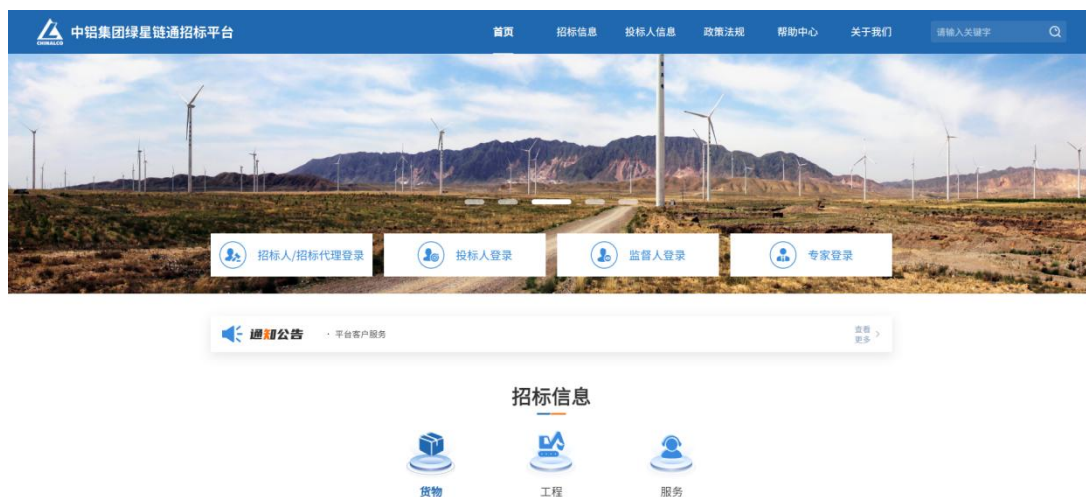 CHINALCO
中铝集团绿星链通招标平台
首页
招标信息
投标人信息
政策法规
帮助中心
关于我们
请输入关键字
招标人/招标代理登录
投标人登录
监督人登录
专家登录
通知公告
· 平台客户服务
查看
更多
招标信息
货物
工程
服务